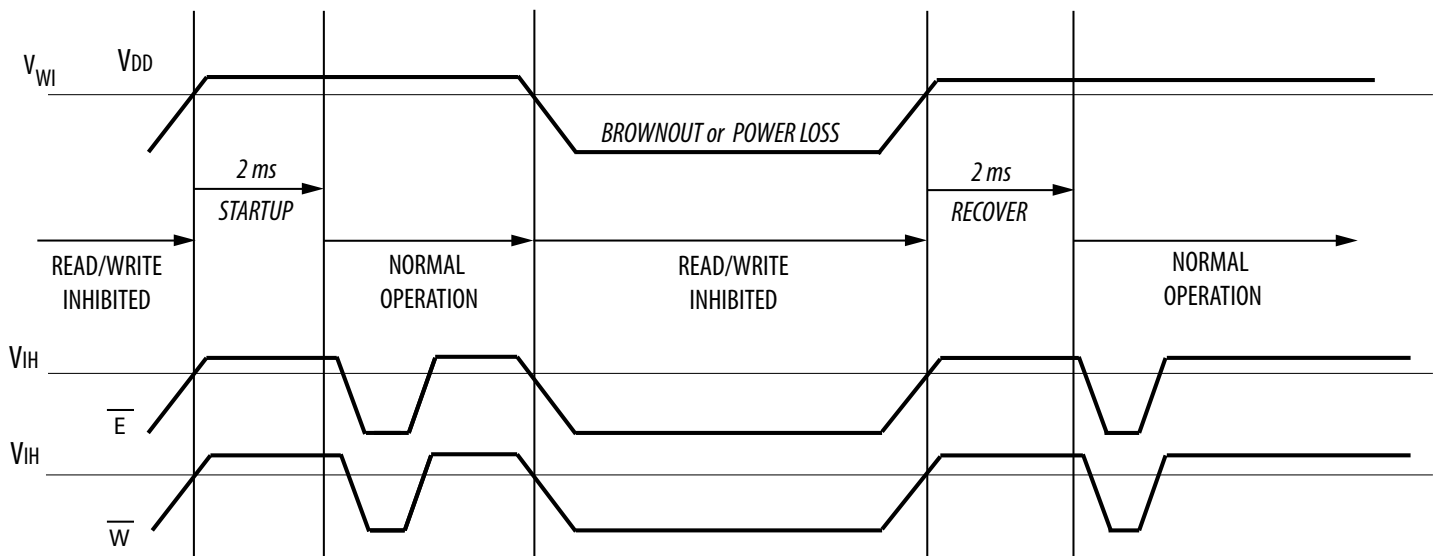 VWI VDD
BROWNOUT or POWER LOSS
2 ms
STARTUP
2 ms
RECOVER
READ/WRITE
INHIBITED
NORMAL
OPERATION
READ/WRITE
INHIBITED
NORMAL
OPERATION
VIH
E
VIH
W